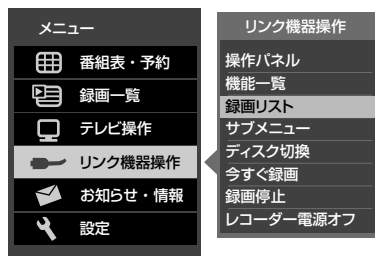 メニュー
番組表・予約
録画一覧
テレビ操作
リンク機器操作
お知らせ・情報
設定
リンク機器操作
操作パネル
機能一覧
録画リスト
サブメニュー
ディスク切換
今すぐ録画
録画停止
レコーダー電源オフ